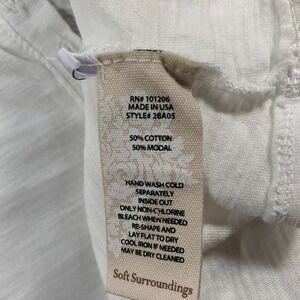 RN# 101206
MADE IN USA
STYLE# 28A05
50% COTTON
50% MODAL
HAND WASH COLD
SEPARATELY
INSIDE OUT
ONLY NON-CHLORINE
BLEACH WHEN NEEDED
RE-SHAPE AND
LAY FLAT TO DRY
COOL IRON IF NEEDED
MAY BE DRY CLEANED
Soft Surroundings